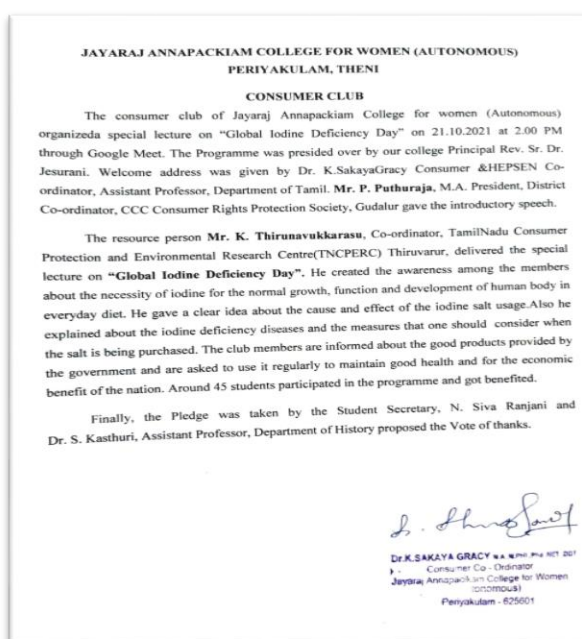 JAYARAJ ANNAPACKIAM COLLEGE FOR WOMEN (AUTONOMOUS)
PERIYAKULAM, THENI
CONSUMER CLUB
The consumer club of Jayaraj Annapackiam College for women (Autonomous)
organizeda special lecture on “Global Iodine Deficiency Day” on 21.10.2021 at 2.00 PM
through Google Meet. The Programme was presided over by our college Principal Rev. Sr. Dr.
Jesurani. Welcome address was given by Dr. K.SakayaGracy Consumer &HEPSEN Co-
ordinator, Assistant Professor, Department of Tamil. Mr. P. Puthuraja, M.A. President, District
Co-ordinator, CCC Consumer Rights Protection Society, Gudalur gave the introductory speech.
The resource person Mr. K. Thirunavukkarasu, Co-ordinator, TamilNadu Consumer
Protection and Environmental Research Centre(TNCPERC) Thiruvarur, delivered the special
lecture on “Global Iodine Deficiency Day”. He created the awareness among the members
about the necessity of iodine for the normal growth, function and development of human body in
everyday diet. He gave a clear idea about the cause and effect of the iodine salt usage.Also he
explained about the iodine deficiency diseases and the measures that one should consider when
the salt is being purchased. The club members are informed about the good products provided by
the government and are asked to use it regularly to maintain good health and for the economic
benefit of the nation. Around 45 students participated in the programme and got benefited.
Finally, the Pledge was taken by the Student Secretary, N. Siva Ranjani and
Dr. S. Kasthuri, Assistant Professor, Department of History proposed the Vote of thanks.
Dr.K.SAKAYA GRACY
Consumer Co - Ordinator
Jayaraj Annapackiam College for Women
Periyakulam - 625601